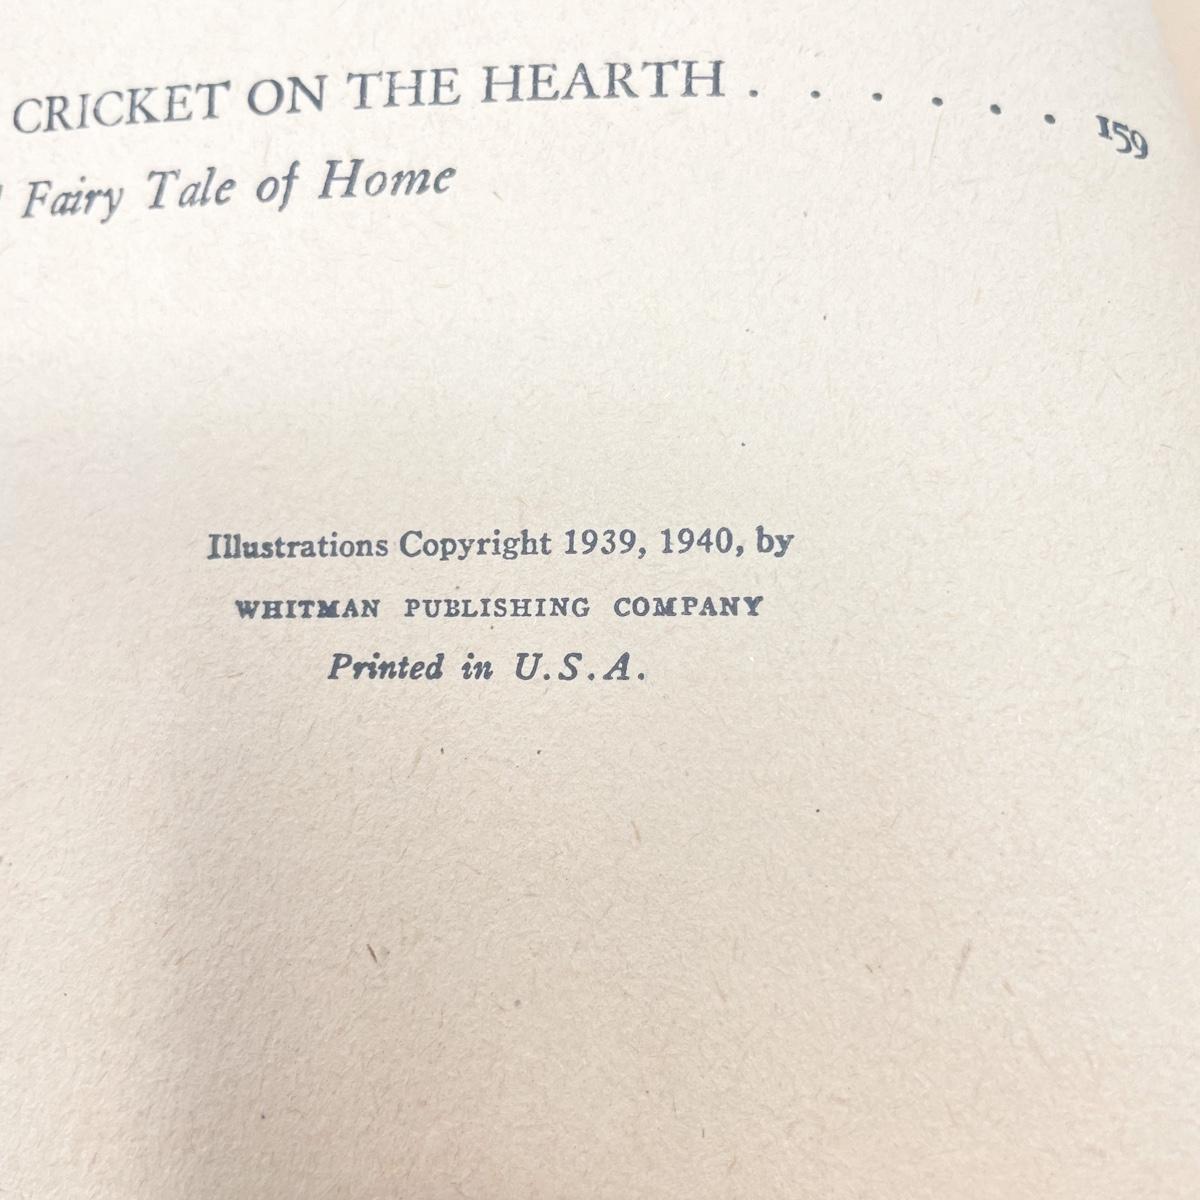 CRICKET ON THE HEARTH . . . . . . 159
Fairy Tale of Home
Illustrations Copyright 1939, 1940, by
WHITMAN PUBLISHING COMPANY
Printed in U.S.A.